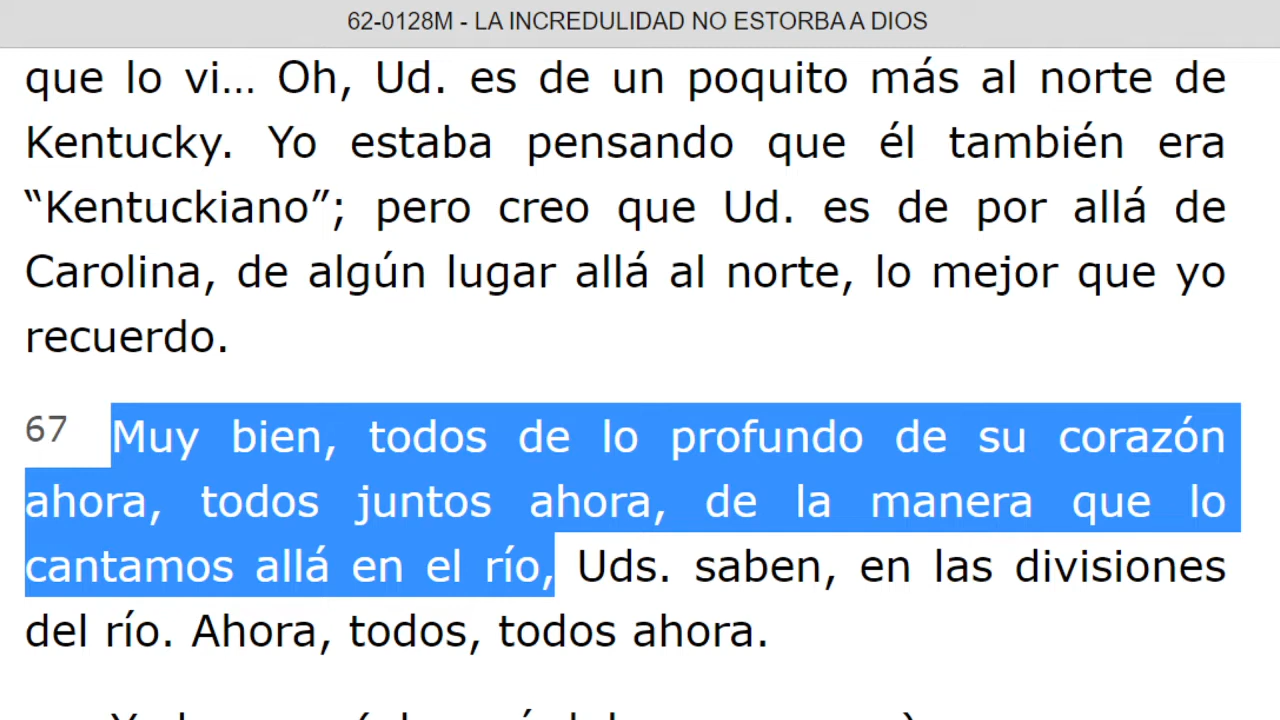 62-0128M - LA INCREDULIDAD NO ESTORBA A DIOS
que lo vi… Oh, Ud. es de un poquito más al norte de
Kentucky. Yo estaba pensando que él también era
“Kentuckiano”; pero creo que Ud. es de por allá de
Carolina, de algún lugar allá al norte, lo mejor que yo
recuerdo.
67 Muy bien, todos de lo profundo de su corazón
ahora, todos juntos ahora, de la manera que lo
cantamos allá en el río, Uds. saben, en las divisiones
del río. Ahora, todos, todos ahora.